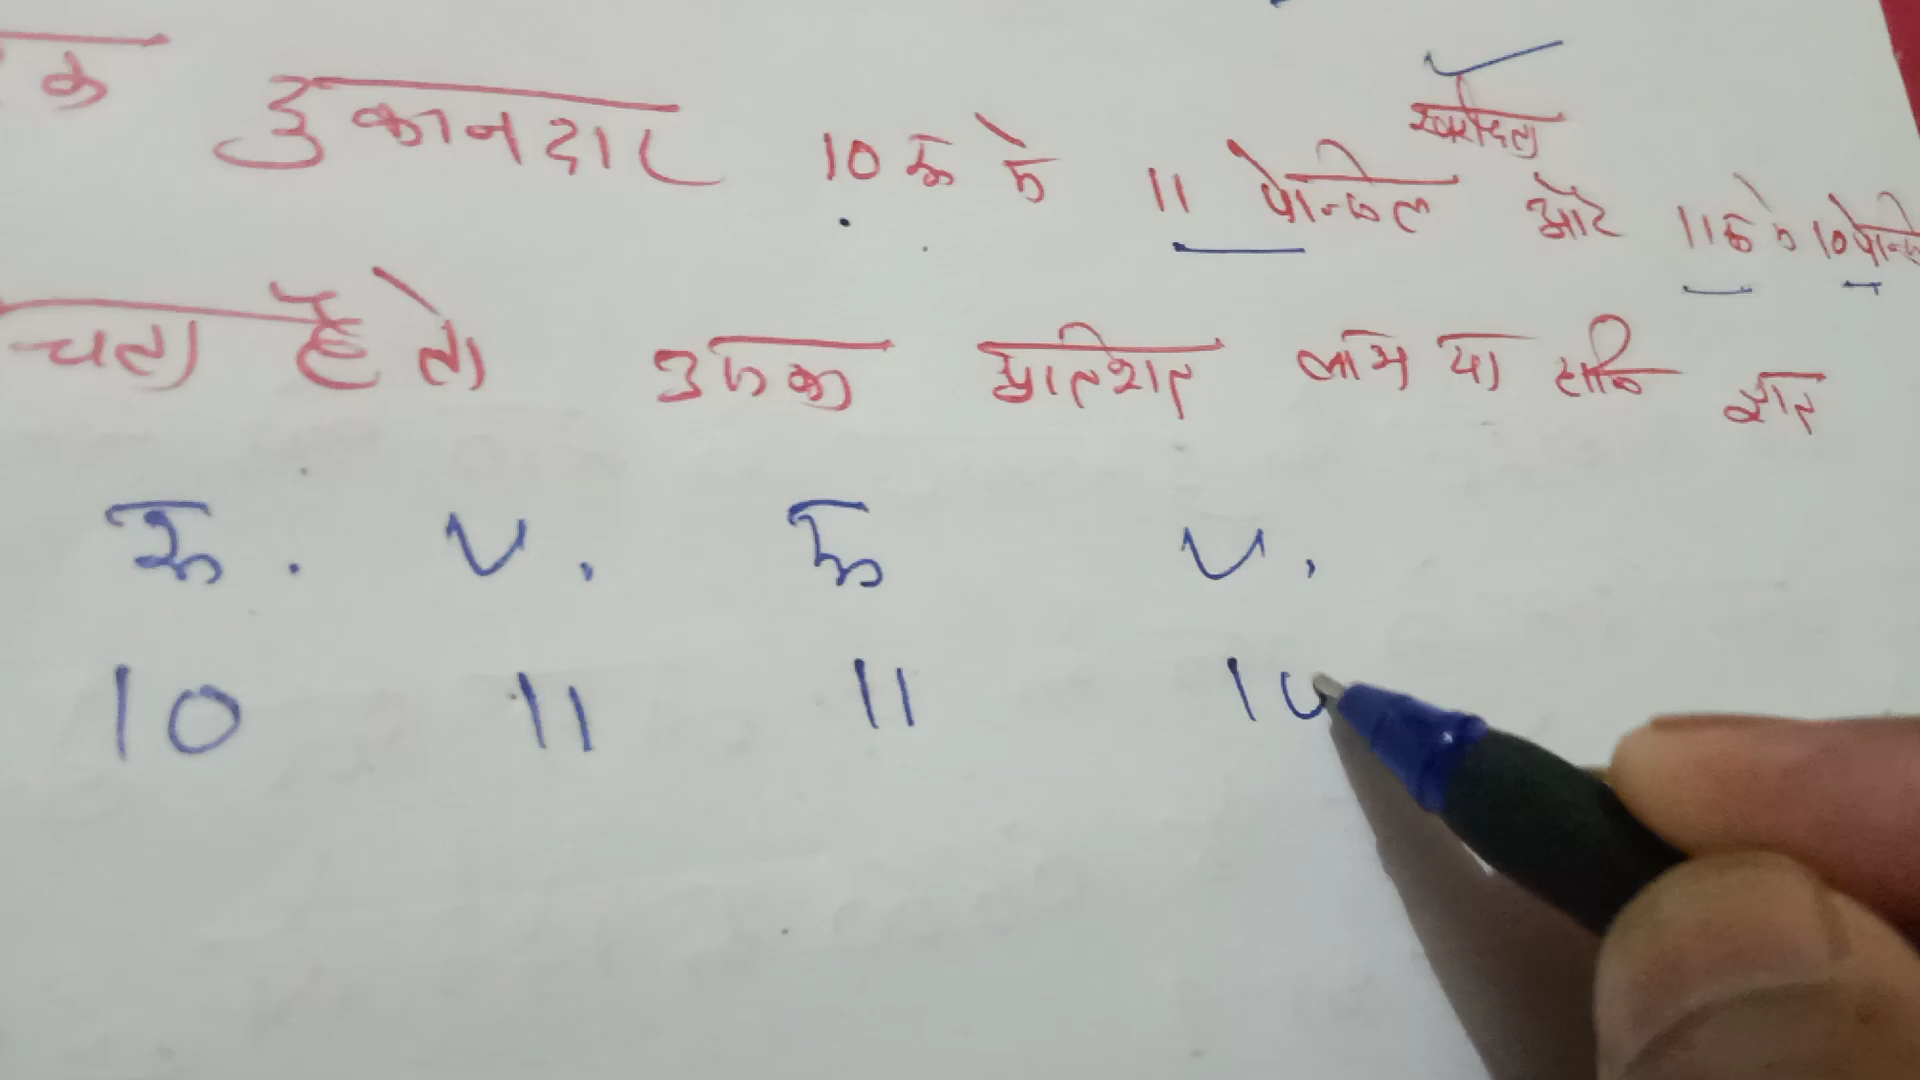 खरीदता
क दुकानदार 10 रू के 11 पेन्सिल और 11 रू के 10 पेन्सि
चता है तो उसका प्रतिशत लाभ या हानि ज्ञात
रू. V. रू V.
10 11 11 10